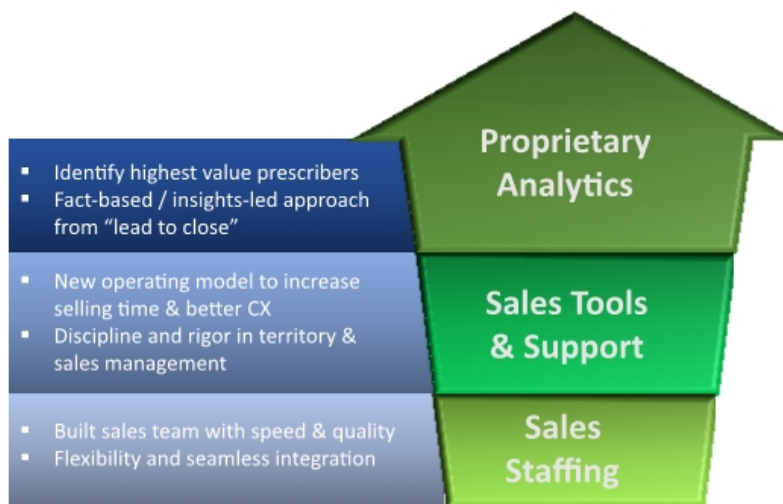 ▪ Identify highest value prescribers
▪ Fact-based / insights-led approach
from “lead to close”
Proprietary
Analytics
▪ New operating model to increase
selling time & better CX
▪ Discipline and rigor in territory &
sales management
Sales Tools
& Support
▪ Built sales team with speed & quality
▪ Flexibility and seamless integration
Sales
Staffing